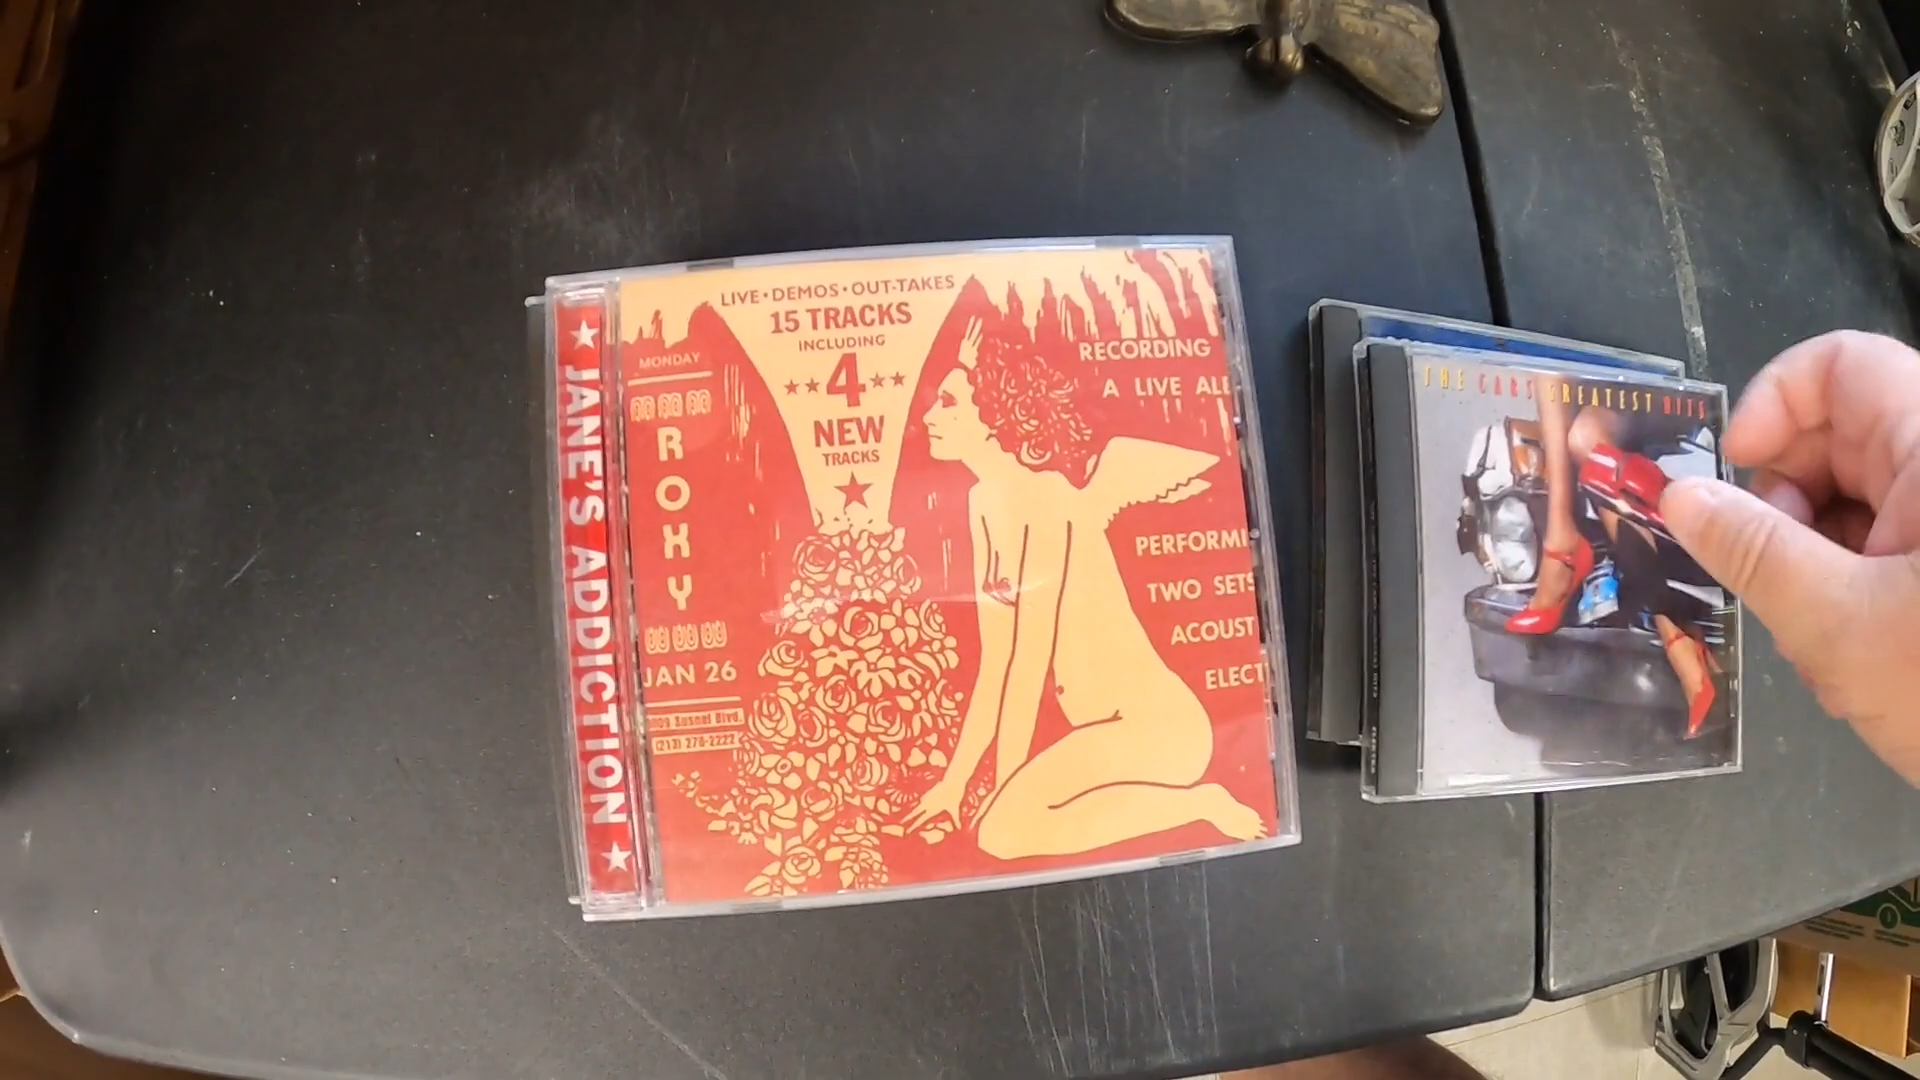 ★ JANE'S ADDICTION ★
LIVE • DEMOS • OUT-TAKES
15 TRACKS
INCLUDING
★★4★★
NEW
TRACKS
★
MONDAY
ROXY
JAN 26
(213) 278-2222
RECORDING
A LIVE ALB
PERFORMI
TWO SETS
ACOUST
ELECT
THE CARS GREATEST HITS